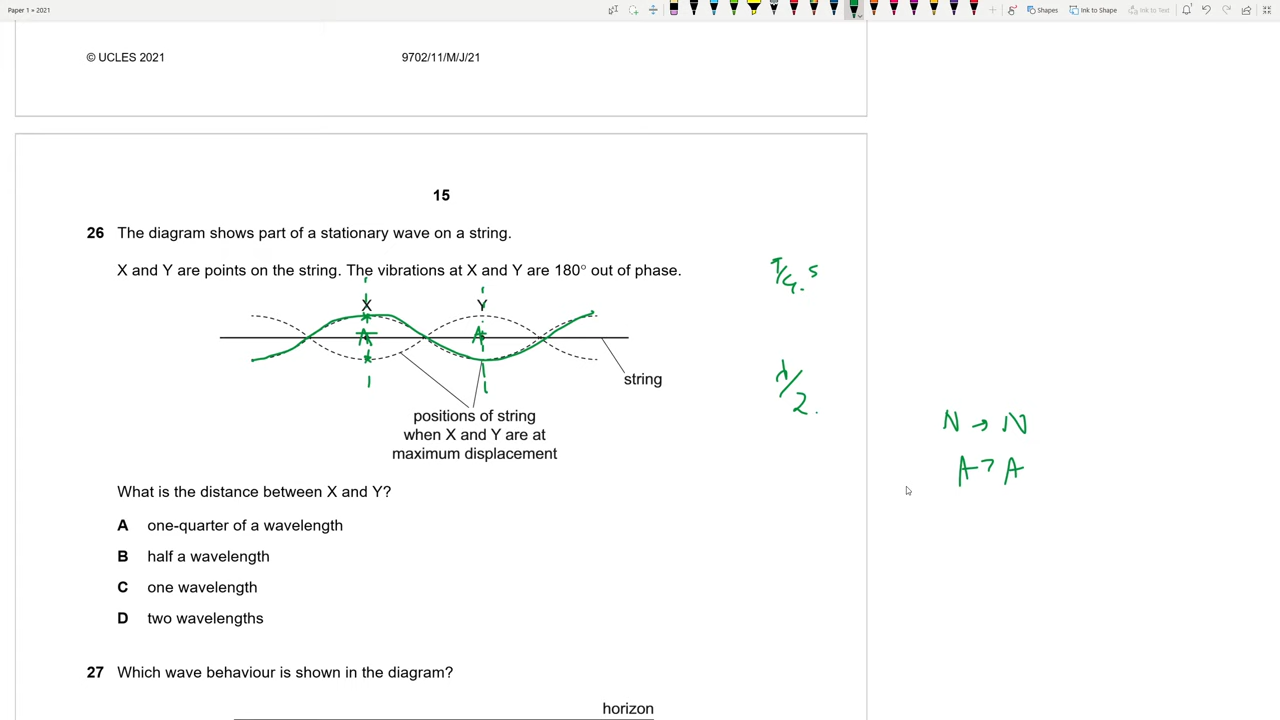 Paper 1 » 2021
Shapes
Ink to Shape
Ink to Text
© UCLES 2021
9702/11/M/J/21
15
26 The diagram shows part of a stationary wave on a string.
X and Y are points on the string. The vibrations at X and Y are 180° out of phase.
T/4. s
X Y
A A
string
λ/2.
positions of string
when X and Y are at
maximum displacement
N → N
A → A
What is the distance between X and Y?
A one-quarter of a wavelength
B half a wavelength
C one wavelength
D two wavelengths
27 Which wave behaviour is shown in the diagram?
horizon